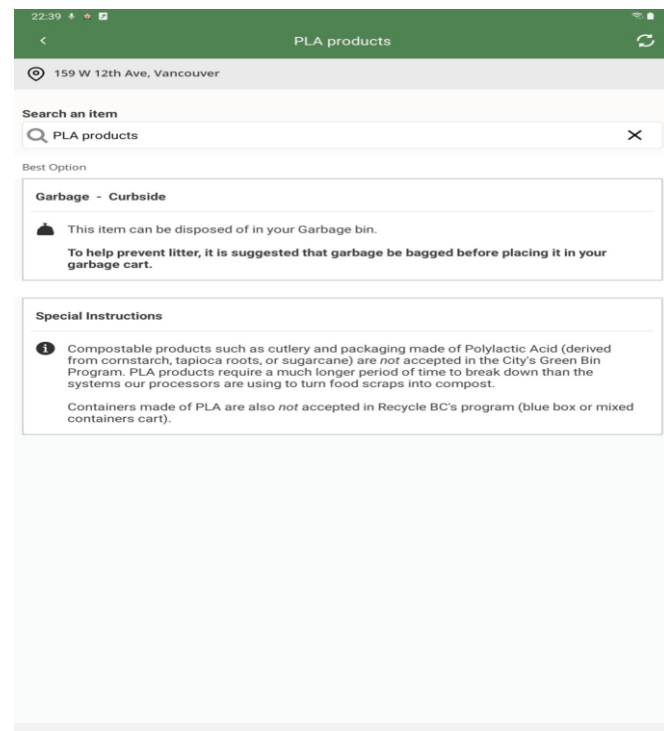 22:39
PLA products
159 W 12th Ave, Vancouver
Search an item
PLA products
Best Option
Garbage - Curbside
This item can be disposed of in your Garbage bin.
To help prevent litter, it is suggested that garbage be bagged before placing it in your
garbage cart.
Special Instructions
Compostable products such as cutlery and packaging made of Polylactic Acid (derived
from cornstarch, tapioca roots, or sugarcane) are not accepted in the City's Green Bin
Program. PLA products require a much longer period of time to break down than the
systems our processors are using to turn food scraps into compost.
Containers made of PLA are also not accepted in Recycle BC's program (blue box or mixed
containers cart).